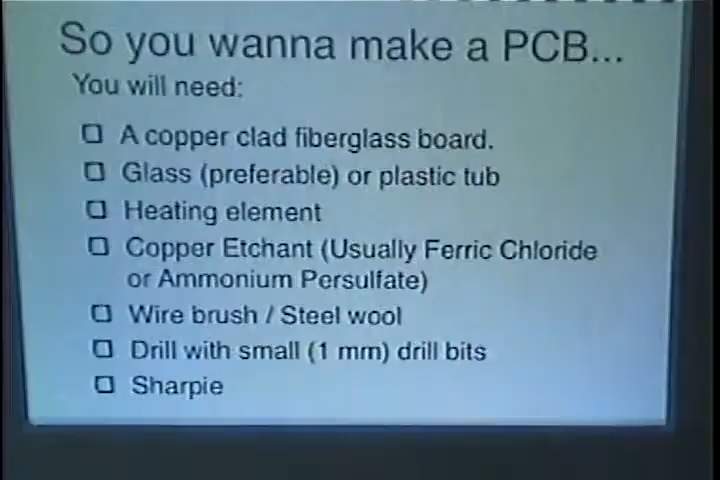 So you wanna make a PCB...
You will need:
A copper clad fiberglass board.
Glass (preferable) or plastic tub
Heating element
Copper Etchant (Usually Ferric Chloride
or Ammonium Persulfate)
Wire brush / Steel wool
Drill with small (1 mm) drill bits
Sharpie